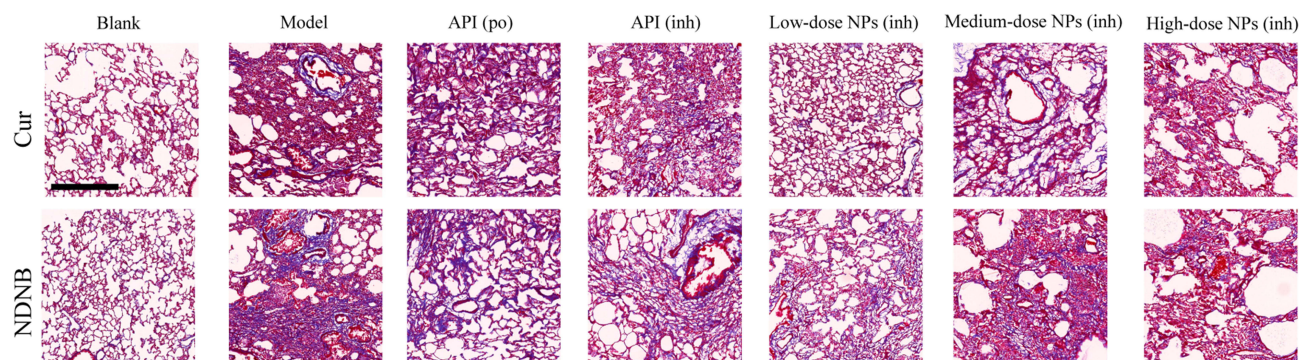 Blank Model API (po) API (inh) Low-dose NPs (inh) Medium-dose NPs (inh) High-dose NPs (inh)
Cur
NDNB